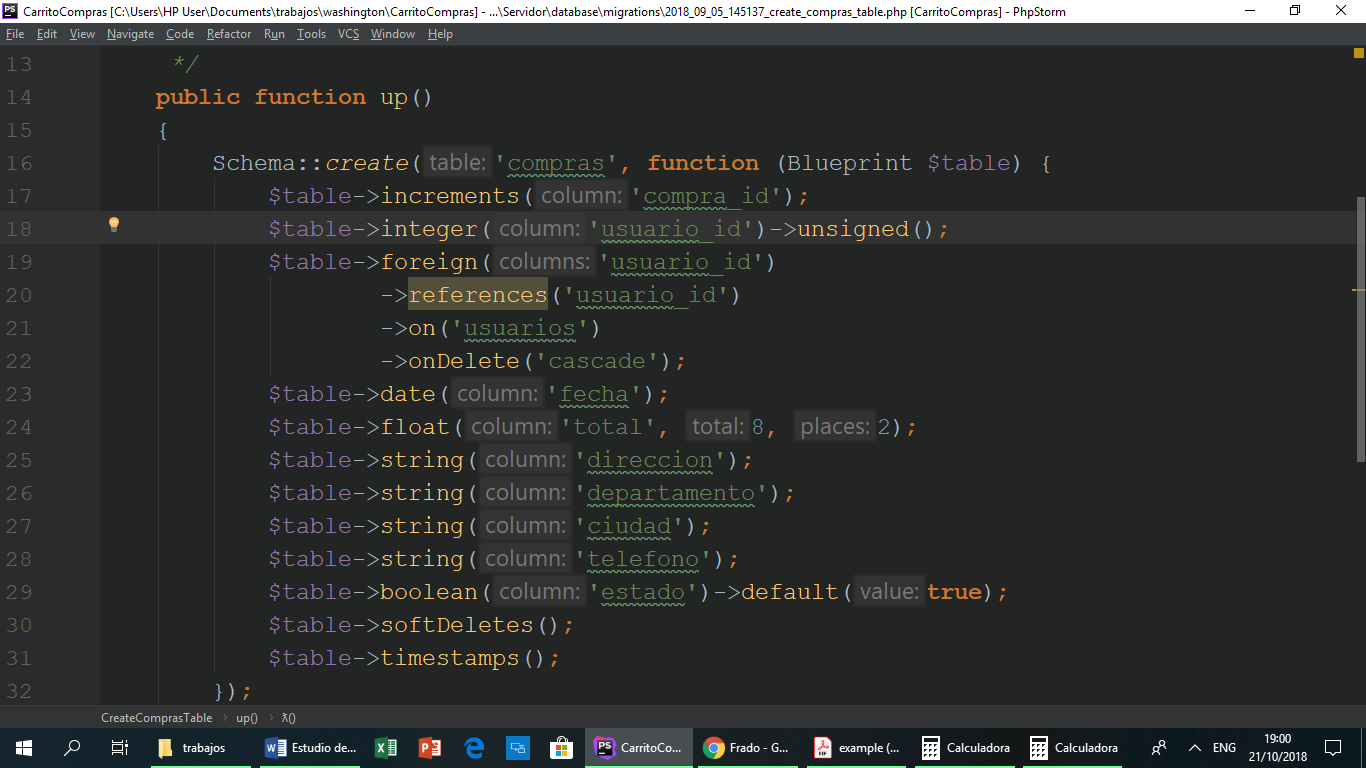 CarritoCompras [C:\Users\HP User\Documents\trabajos\washington\CarritoCompras] - ...\Servidor\database\migrations\2018_09_05_145137_create_compras_table.php [CarritoCompras] - PhpStorm
File Edit View Navigate Code Refactor Run Tools VCS Window Help
13 */
14 public function up()
15 {
16 Schema::create( table: 'compras', function (Blueprint $table) {
17 $table->increments( column: 'compra_id');
18 $table->integer( column: 'usuario_id')->unsigned();
19 $table->foreign( columns: 'usuario_id')
20 ->references('usuario_id')
21 ->on('usuarios')
22 ->onDelete('cascade');
23 $table->date( column: 'fecha');
24 $table->float( column: 'total', total: 8, places: 2);
25 $table->string( column: 'direccion');
26 $table->string( column: 'departamento');
27 $table->string( column: 'ciudad');
28 $table->string( column: 'telefono');
29 $table->boolean( column: 'estado')->default( value: true);
30 $table->softDeletes();
31 $table->timestamps();
32 });
CreateComprasTable › up() › λ()
trabajos Estudio de... CarritoCo... Frado - G... example (... Calculadora Calculadora ENG 19:00
21/10/2018